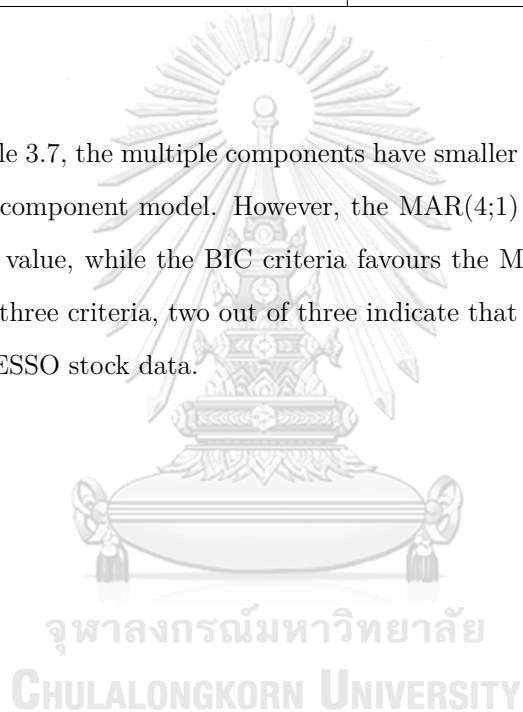 le 3.7, the multiple components have smaller
component model. However, the MAR(4;1)
value, while the BIC criteria favours the M
three criteria, two out of three indicate that
ESSO stock data.
จุฬาลงกรณ์มหาวิทยาลัย
CHULALONGKORN UNIVERSITY